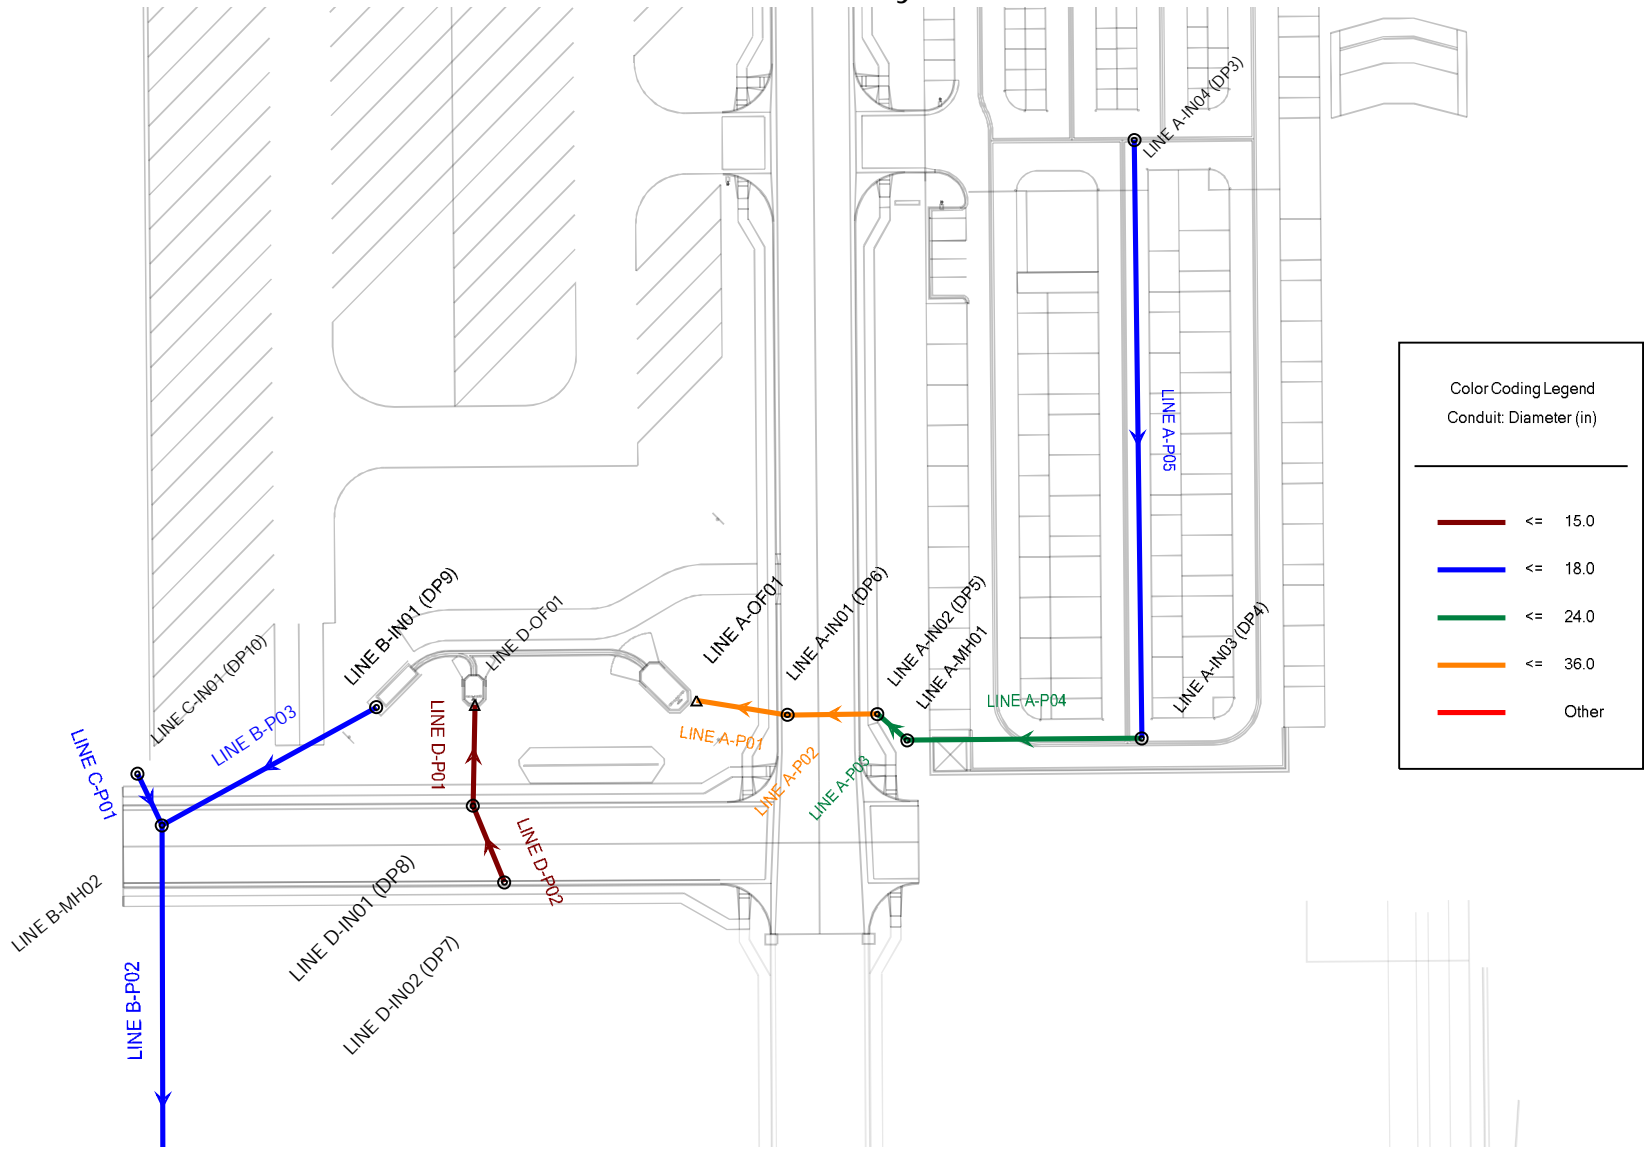 LINE A-IN04 (DP3)
Color Coding Legend
Conduit: Diameter (in)
<= 15.0
<= 18.0
<= 24.0
<= 36.0
Other
LINE A-P05
LINE B-IN01 (DP9)
LINE D-OF01
LINE A-OF01
LINE A-IN01 (DP6)
LINE A-IN02 (DP5)
LINE A-MH01
LINE A-IN03 (DP4)
LINE C-IN01 (DP10)
LINE A-P04
LINE B-P03
LINE D-P01
LINE A-P01
LINE C-P01
LINE A-P02
LINE A-P03
LINE D-P02
LINE B-MH02
LINE D-IN01 (DP8)
LINE D-IN02 (DP7)
LINE B-P02